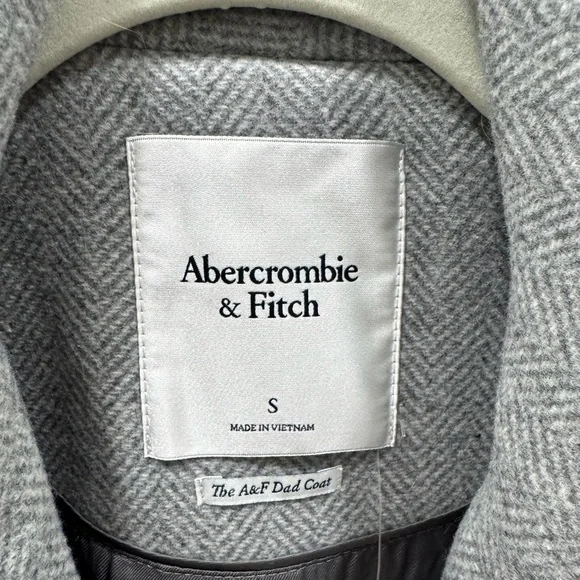 Abercrombie
& Fitch
S
MADE IN VIETNAM
The A&F Dad Coat